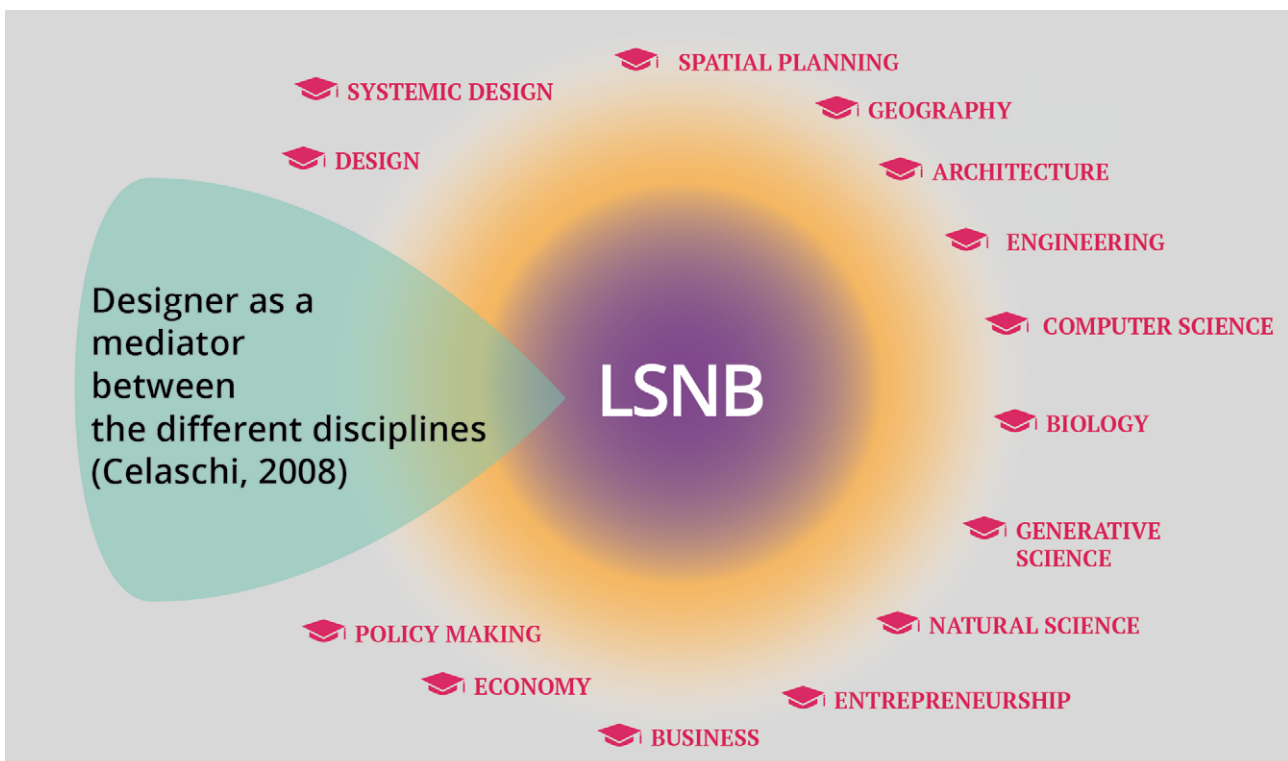 SPATIAL PLANNING
SYSTEMIC DESIGN
GEOGRAPHY
DESIGN
ARCHITECTURE
ENGINEERING
Designer as a
mediator
between
the different disciplines
(Celaschi, 2008)
LSNB
COMPUTER SCIENCE
BIOLOGY
GENERATIVE
SCIENCE
NATURAL SCIENCE
POLICY MAKING
ECONOMY
ENTREPRENEURSHIP
BUSINESS